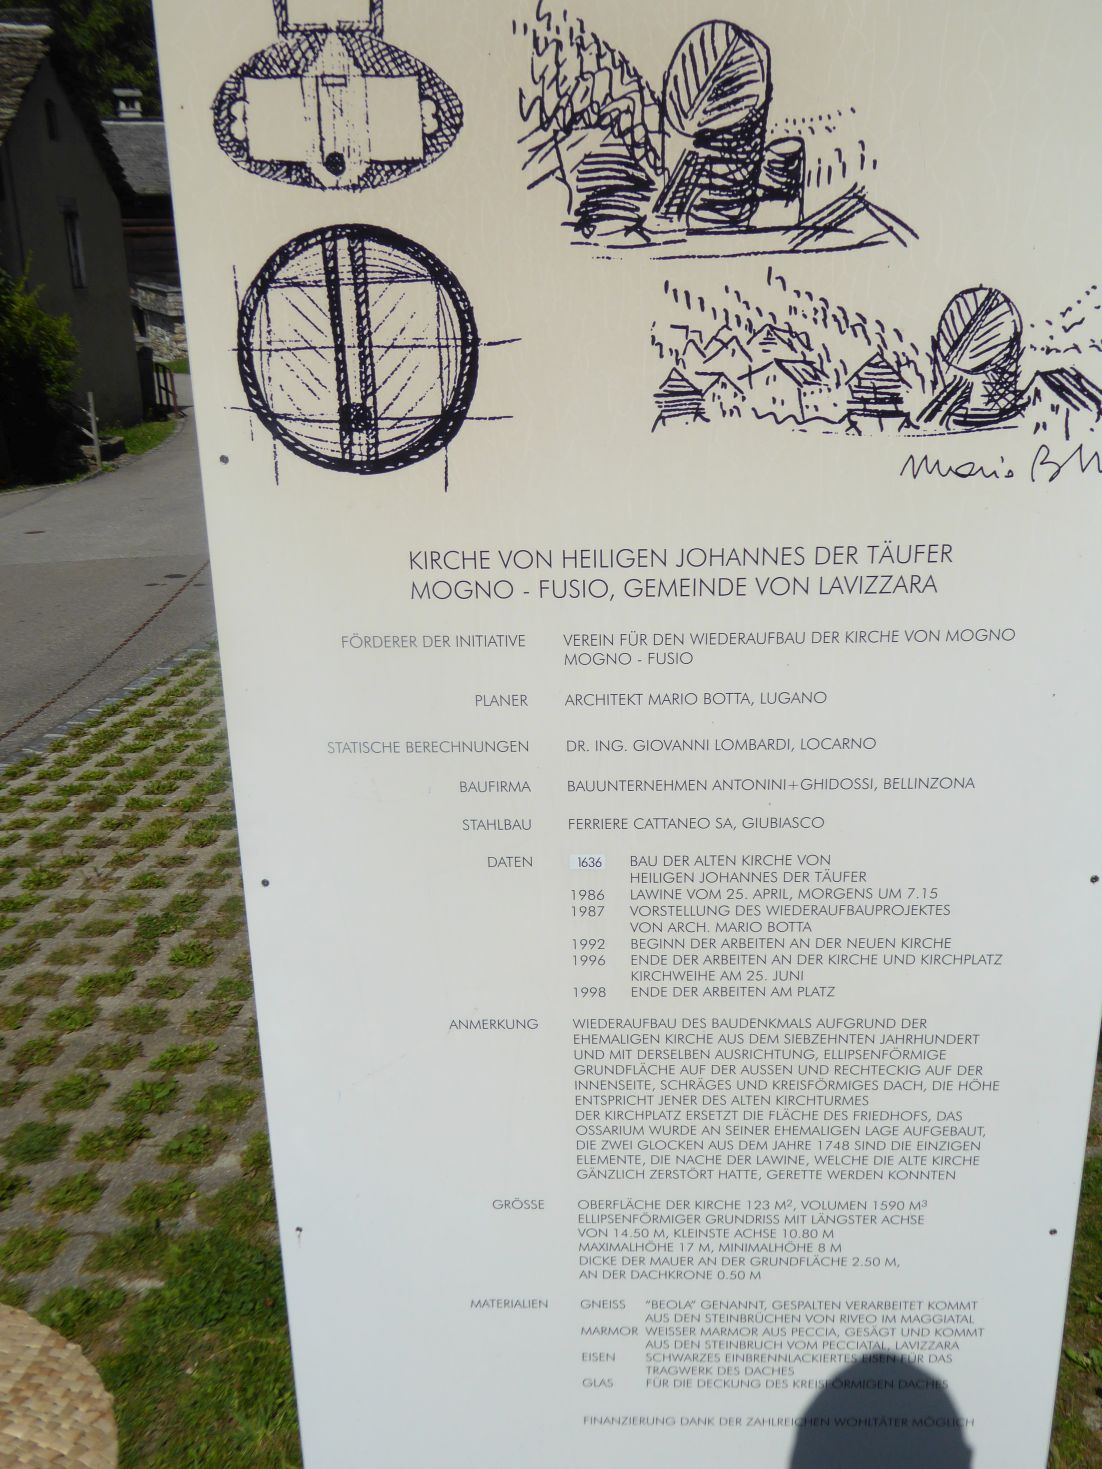 Mario
KIRCHE VON HEILIGEN JOHANNES DER TÄUFER
MOGNO - FUSIO, GEMEINDE VON LAVIZZARA
FÖRDERER DER INITIATIVE VEREIN FÜR DEN WIEDERAUFBAU DER KIRCHE VON MOGNO
MOGNO - FUSIO
PLANER ARCHITEKT MARIO BOTTA, LUGANO
STATISCHE BERECHNUNGEN DR. ING. GIOVANNI LOMBARDI, LOCARNO
BAUFIRMA BAUUNTERNEHMEN ANTONINI+GHIDOSSI, BELLINZONA
STAHLBAU FERRIERE CATTANEO SA, GIUBIASCO
DATEN 1636 BAU DER ALTEN KIRCHE VON
HEILIGEN JOHANNES DER TÄUFER
1986 LAWINE VOM 25. APRIL, MORGENS UM 7.15
1987 VORSTELLUNG DES WIEDERAUFBAUPROJEKTES
VON ARCH. MARIO BOTTA
1992 BEGINN DER ARBEITEN AN DER NEUEN KIRCHE
1996 ENDE DER ARBEITEN AN DER KIRCHE UND KIRCHPLATZ
KIRCHWEIHE AM 25. JUNI
1998 ENDE DER ARBEITEN AM PLATZ
ANMERKUNG WIEDERAUFBAU DES BAUDENKMALS AUFGRUND DER
EHEMALIGEN KIRCHE AUS DEM SIEBZEHNTEN JAHRHUNDERT
UND MIT DERSELBEN AUSRICHTUNG, ELLIPSENFÖRMIGE
GRUNDFLÄCHE AUF DER AUSSEN UND RECHTECKIG AUF DER
INNENSEITE, SCHRÄGES UND KREISFÖRMIGES DACH, DIE HÖHE
ENTSPRICHT JENER DES ALTEN KIRCHTURMES
DER KIRCHPLATZ ERSETZT DIE FLÄCHE DES FRIEDHOFS, DAS
OSSARIUM WURDE AN SEINER EHEMALIGEN LAGE AUFGEBAUT,
DIE ZWEI GLOCKEN AUS DEM JAHRE 1748 SIND DIE EINZIGEN
ELEMENTE, DIE NACHE DER LAWINE, WELCHE DIE ALTE KIRCHE
GÄNZLICH ZERSTÖRT HATTE, GERETTE WERDEN KONNTEN
GRÖSSE OBERFLÄCHE DER KIRCHE 123 M², VOLUMEN 1590 M³
ELLIPSENFÖRMIGER GRUNDRISS MIT LÄNGSTER ACHSE
VON 14.50 M, KLEINSTE ACHSE 10.80 M
MAXIMALHÖHE 17 M, MINIMALHÖHE 8 M
DICKE DER MAUER AN DER GRUNDFLÄCHE 2.50 M,
AN DER DACHKRONE 0.50 M
MATERIALIEN GNEISS "BEOLA" GENANNT, GESPALTEN VERARBEITET KOMMT
AUS DEN STEINBRÜCHEN VON RIVEO IM MAGGIATAL
MARMOR WEISSER MARMOR AUS PECCIA, GESÄGT UND KOMMT
AUS DEN STEINBRUCH VOM PECCIATAL, LAVIZZARA
EISEN SCHWARZES EINBRENNLACKIERTES EISEN FÜR DAS
TRAGWERK DES DACHES
GLAS FÜR DIE DECKUNG DES KREISFÖRMIGEN DACHES
FINANZIERUNG DANK DER ZAHLREICHEN WOHLTÄTER MÖGLICH